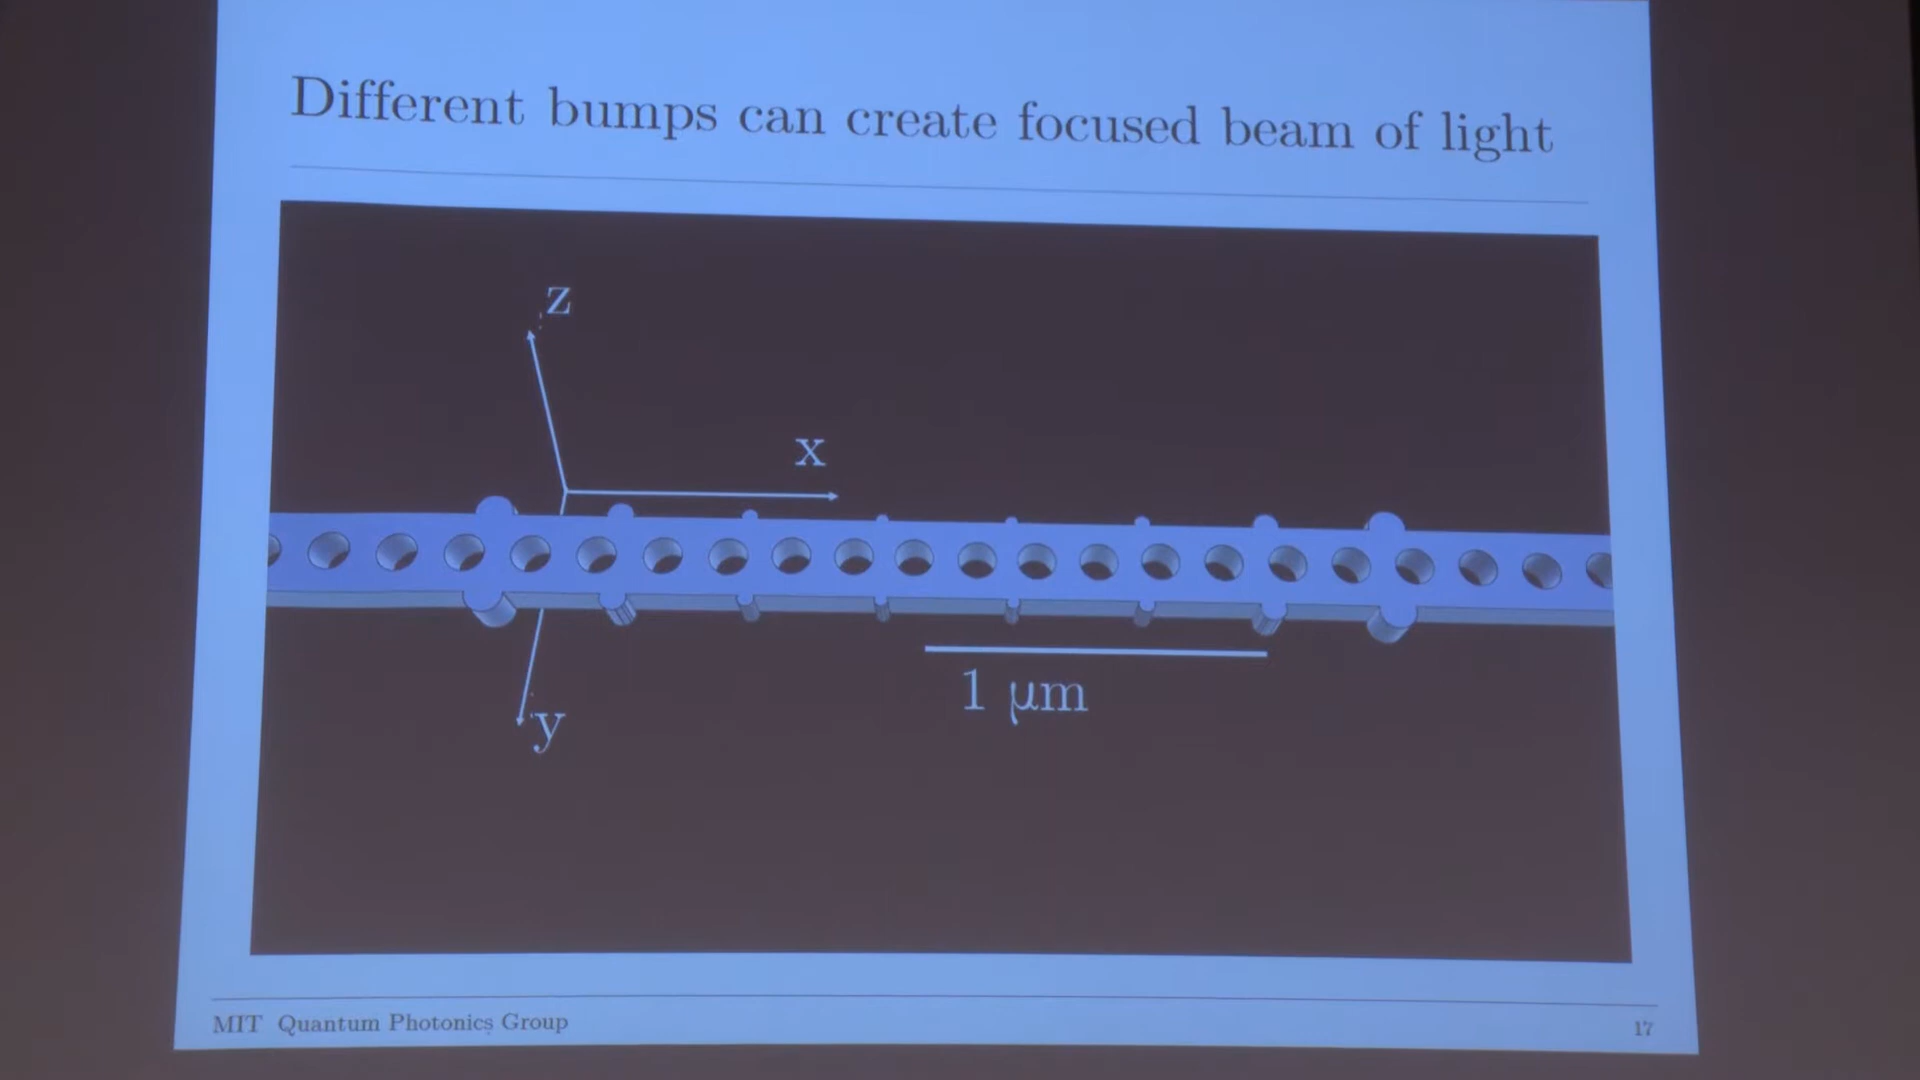 Different bumps can create focused beam of light
z
x
1 μm
y
MIT Quantum Photonics Group
17